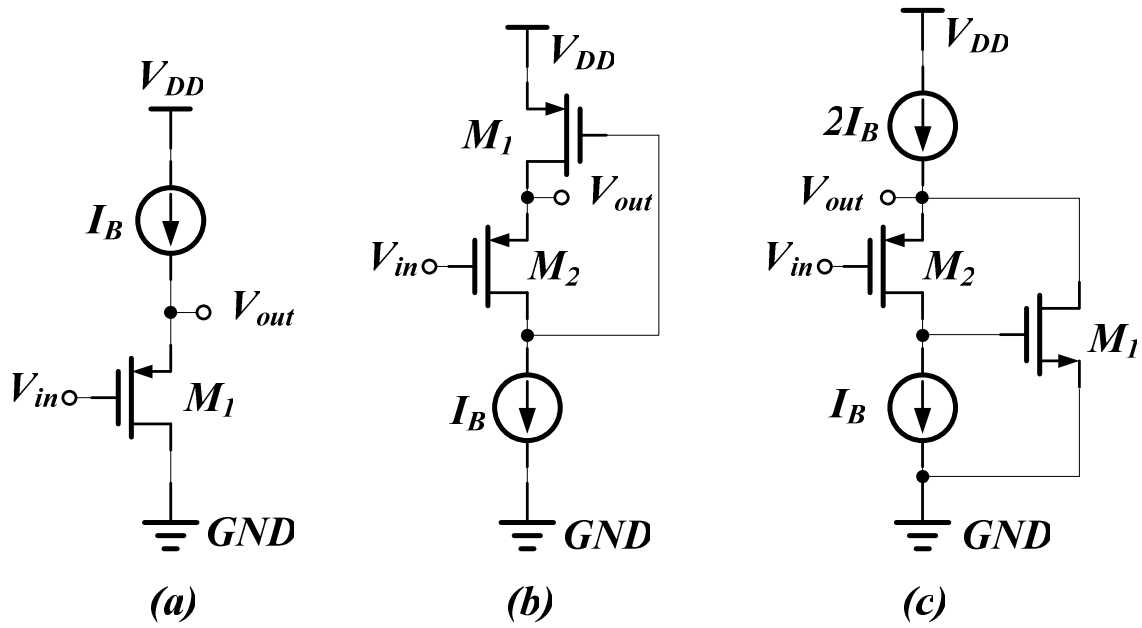 V_DD
I_B
V_out
V_in
M_1
GND
(a)
V_DD
M_1
V_out
V_in
M_2
I_B
GND
(b)
V_DD
2I_B
V_out
V_in
M_2
M_1
I_B
GND
(c)